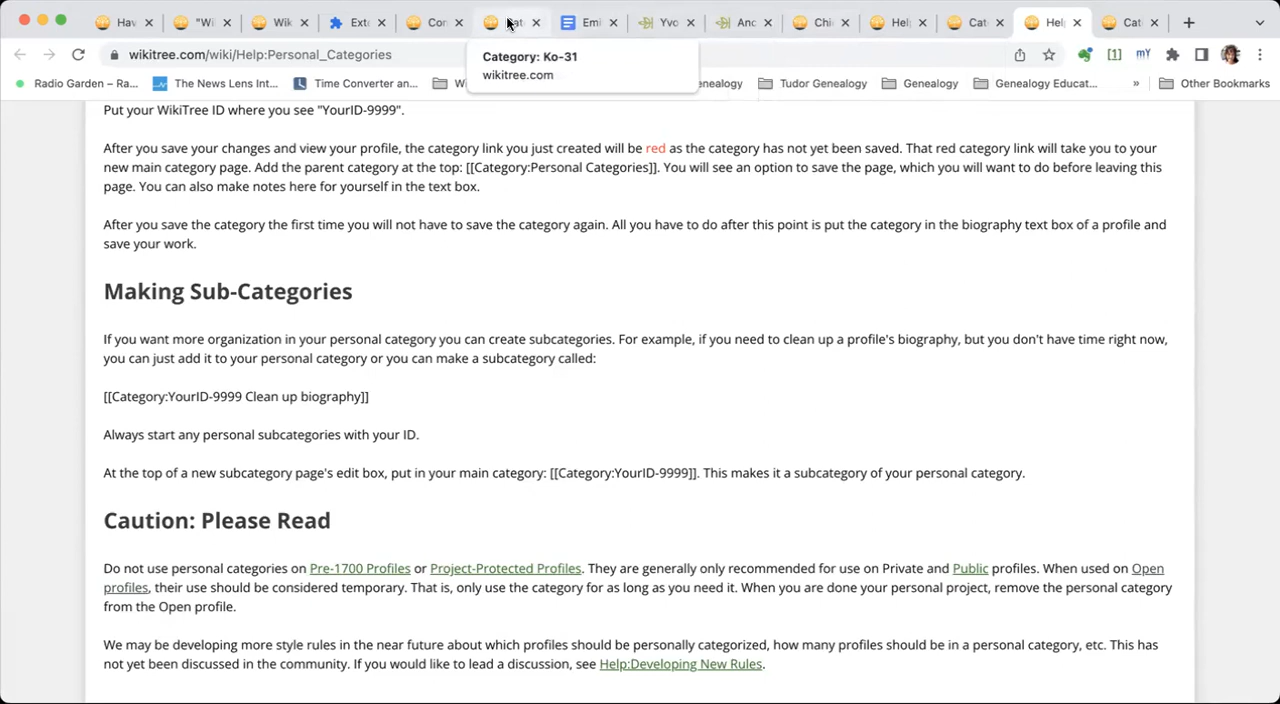 Hav
"Wi
Wik
Exte
Con
Cat
Emi
Yvo
Anc
Chi
Hel
Cat
Help
Cat
wikitree.com/wiki/Help:Personal_Categories
Category: Ko-31
wikitree.com
Radio Garden – Ra...
The News Lens Int...
Time Converter an...
W
enealogy
Tudor Genealogy
Genealogy
Genealogy Educat...
»
Other Bookmarks
Put your WikiTree ID where you see "YourID-9999".
After you save your changes and view your profile, the category link you just created will be red as the category has not yet been saved. That red category link will take you to your
new main category page. Add the parent category at the top: [[Category:Personal Categories]]. You will see an option to save the page, which you will want to do before leaving this
page. You can also make notes here for yourself in the text box.
After you save the category the first time you will not have to save the category again. All you have to do after this point is put the category in the biography text box of a profile and
save your work.
Making Sub-Categories
If you want more organization in your personal category you can create subcategories. For example, if you need to clean up a profile's biography, but you don't have time right now,
you can just add it to your personal category or you can make a subcategory called:
[[Category:YourID-9999 Clean up biography]]
Always start any personal subcategories with your ID.
At the top of a new subcategory page's edit box, put in your main category: [[Category:YourID-9999]]. This makes it a subcategory of your personal category.
Caution: Please Read
Do not use personal categories on Pre-1700 Profiles or Project-Protected Profiles. They are generally only recommended for use on Private and Public profiles. When used on Open
profiles, their use should be considered temporary. That is, only use the category for as long as you need it. When you are done your personal project, remove the personal category
from the Open profile.
We may be developing more style rules in the near future about which profiles should be personally categorized, how many profiles should be in a personal category, etc. This has
not yet been discussed in the community. If you would like to lead a discussion, see Help:Developing New Rules.